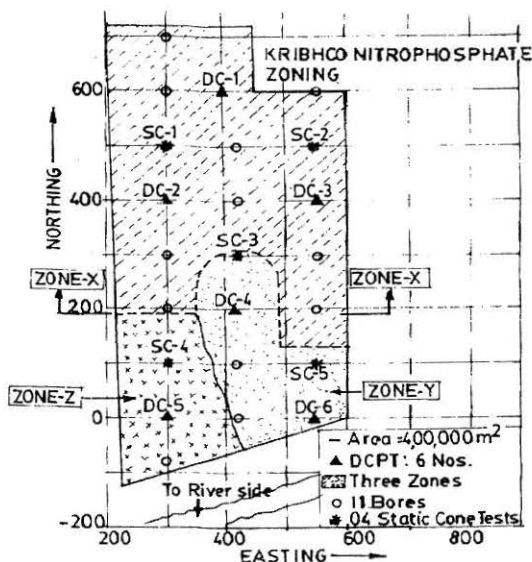 KRIBHCO NITROPHOSPHATE
ZONING
DC-1
600
SC-1
SC-2
NORTHING
400
DC-2
DC-3
SC-3
ZONE-X
ZONE-X
DC-4
200
SC-4
SC-5
ZONE-Z
ZONE-Y
DC-5
DC-6
0
— Area = 400,000 m²
▲ DCPT: 6 Nos.
Three Zones
○ 11 Bores
✷ 04 Static Cone Tests
To River side
-200
200
400
600
800
EASTING